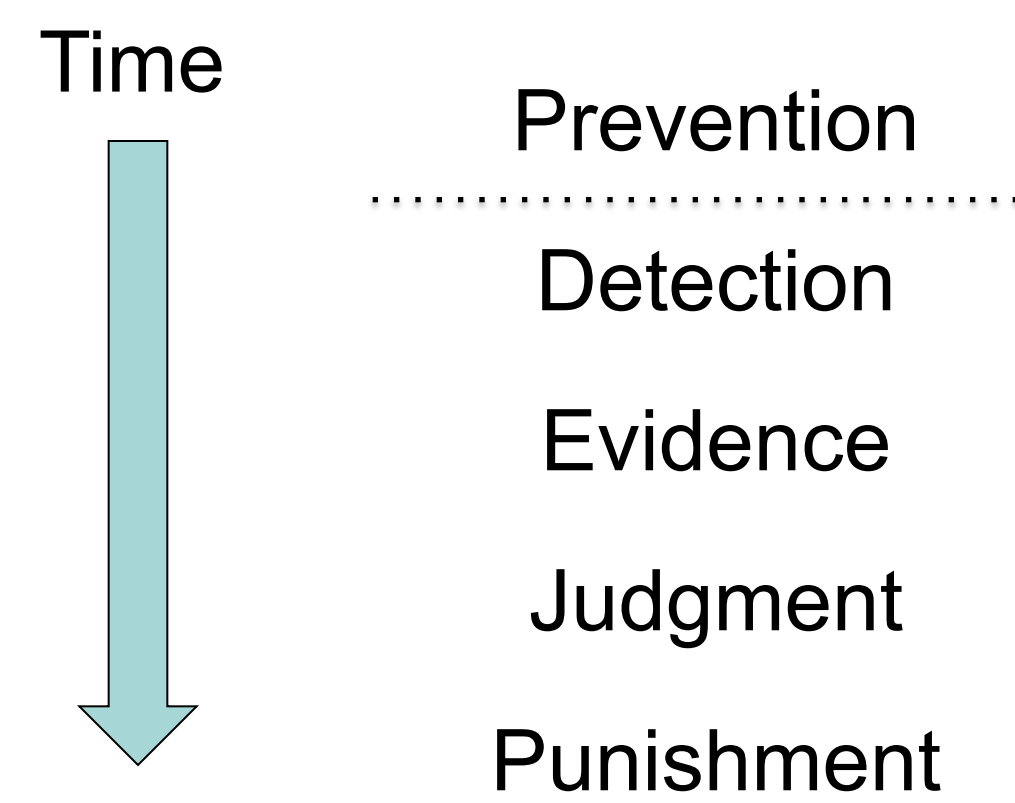 Time
Prevention
Detection
Evidence
Judgment
Punishment